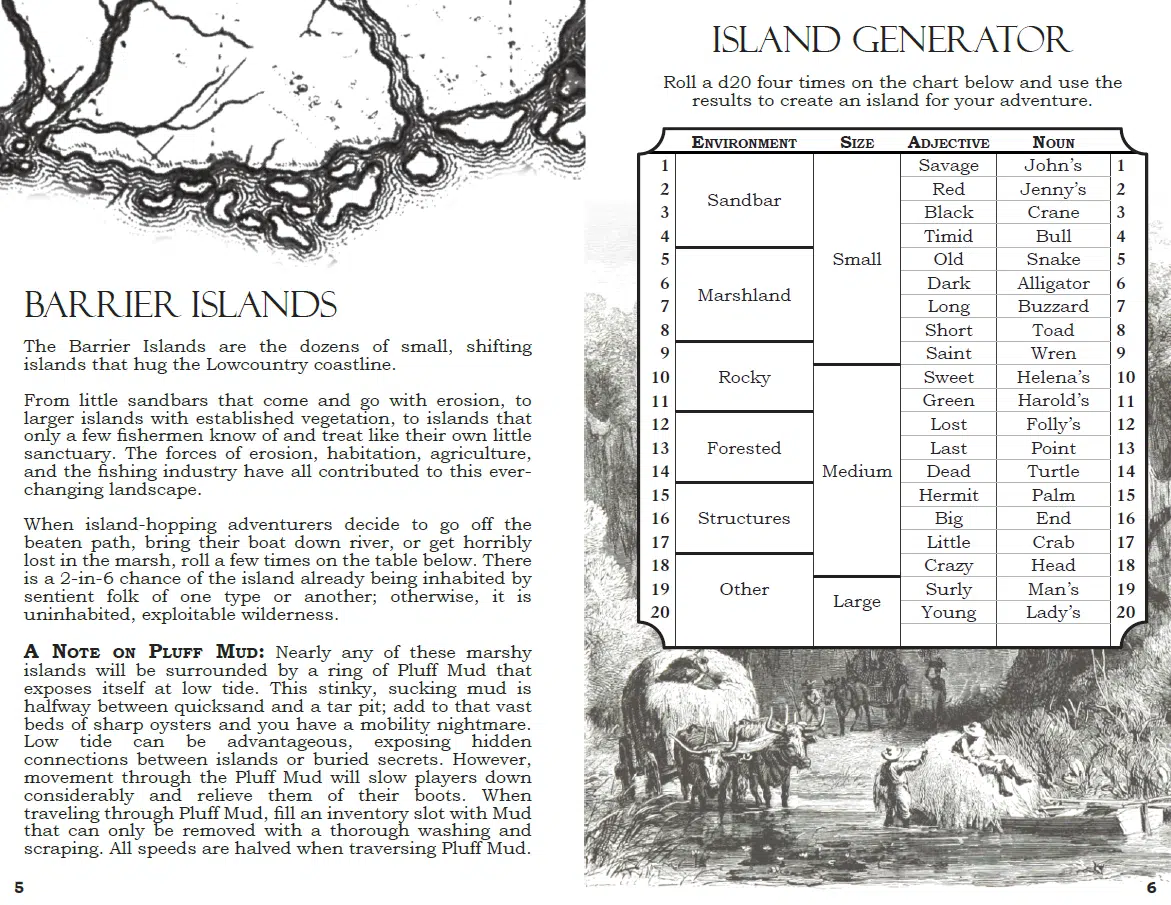 BARRIER ISLANDS
The Barrier Islands are the dozens of small, shifting
islands that hug the Lowcountry coastline.
From little sandbars that come and go with erosion, to
larger islands with established vegetation, to islands that
only a few fishermen know of and treat like their own little
sanctuary. The forces of erosion, habitation, agriculture,
and the fishing industry have all contributed to this ever-
changing landscape.
When island-hopping adventurers decide to go off the
beaten path, bring their boat down river, or get horribly
lost in the marsh, roll a few times on the table below. There
is a 2-in-6 chance of the island already being inhabited by
sentient folk of one type or another; otherwise, it is
uninhabited, exploitable wilderness.
A NOTE ON PLUFF MUD: Nearly any of these marshy
islands will be surrounded by a ring of Pluff Mud that
exposes itself at low tide. This stinky, sucking mud is
halfway between quicksand and a tar pit; add to that vast
beds of sharp oysters and you have a mobility nightmare.
Low tide can be advantageous, exposing hidden
connections between islands or buried secrets. However,
movement through the Pluff Mud will slow players down
considerably and relieve them of their boots. When
traveling through Pluff Mud, fill an inventory slot with Mud
that can only be removed with a thorough washing and
scraping. All speeds are halved when traversing Pluff Mud.
5
ISLAND GENERATOR
Roll a d20 four times on the chart below and use the
results to create an island for your adventure.
ENVIRONMENT SIZE ADJECTIVE NOUN
1 Savage John's 1
2 Red Jenny's 2
Sandbar
3 Black Crane 3
4 Timid Bull 4
5 Small Old Snake 5
6 Dark Alligator 6
Marshland
7 Long Buzzard 7
8 Short Toad 8
9 Saint Wren 9
10 Rocky Sweet Helena's 10
11 Green Harold's 11
12 Lost Folly's 12
13 Forested Last Point 13
14 Medium Dead Turtle 14
15 Hermit Palm 15
16 Structures Big End 16
17 Little Crab 17
18 Crazy Head 18
19 Other Surly Man's 19
Large
20 Young Lady's 20
6